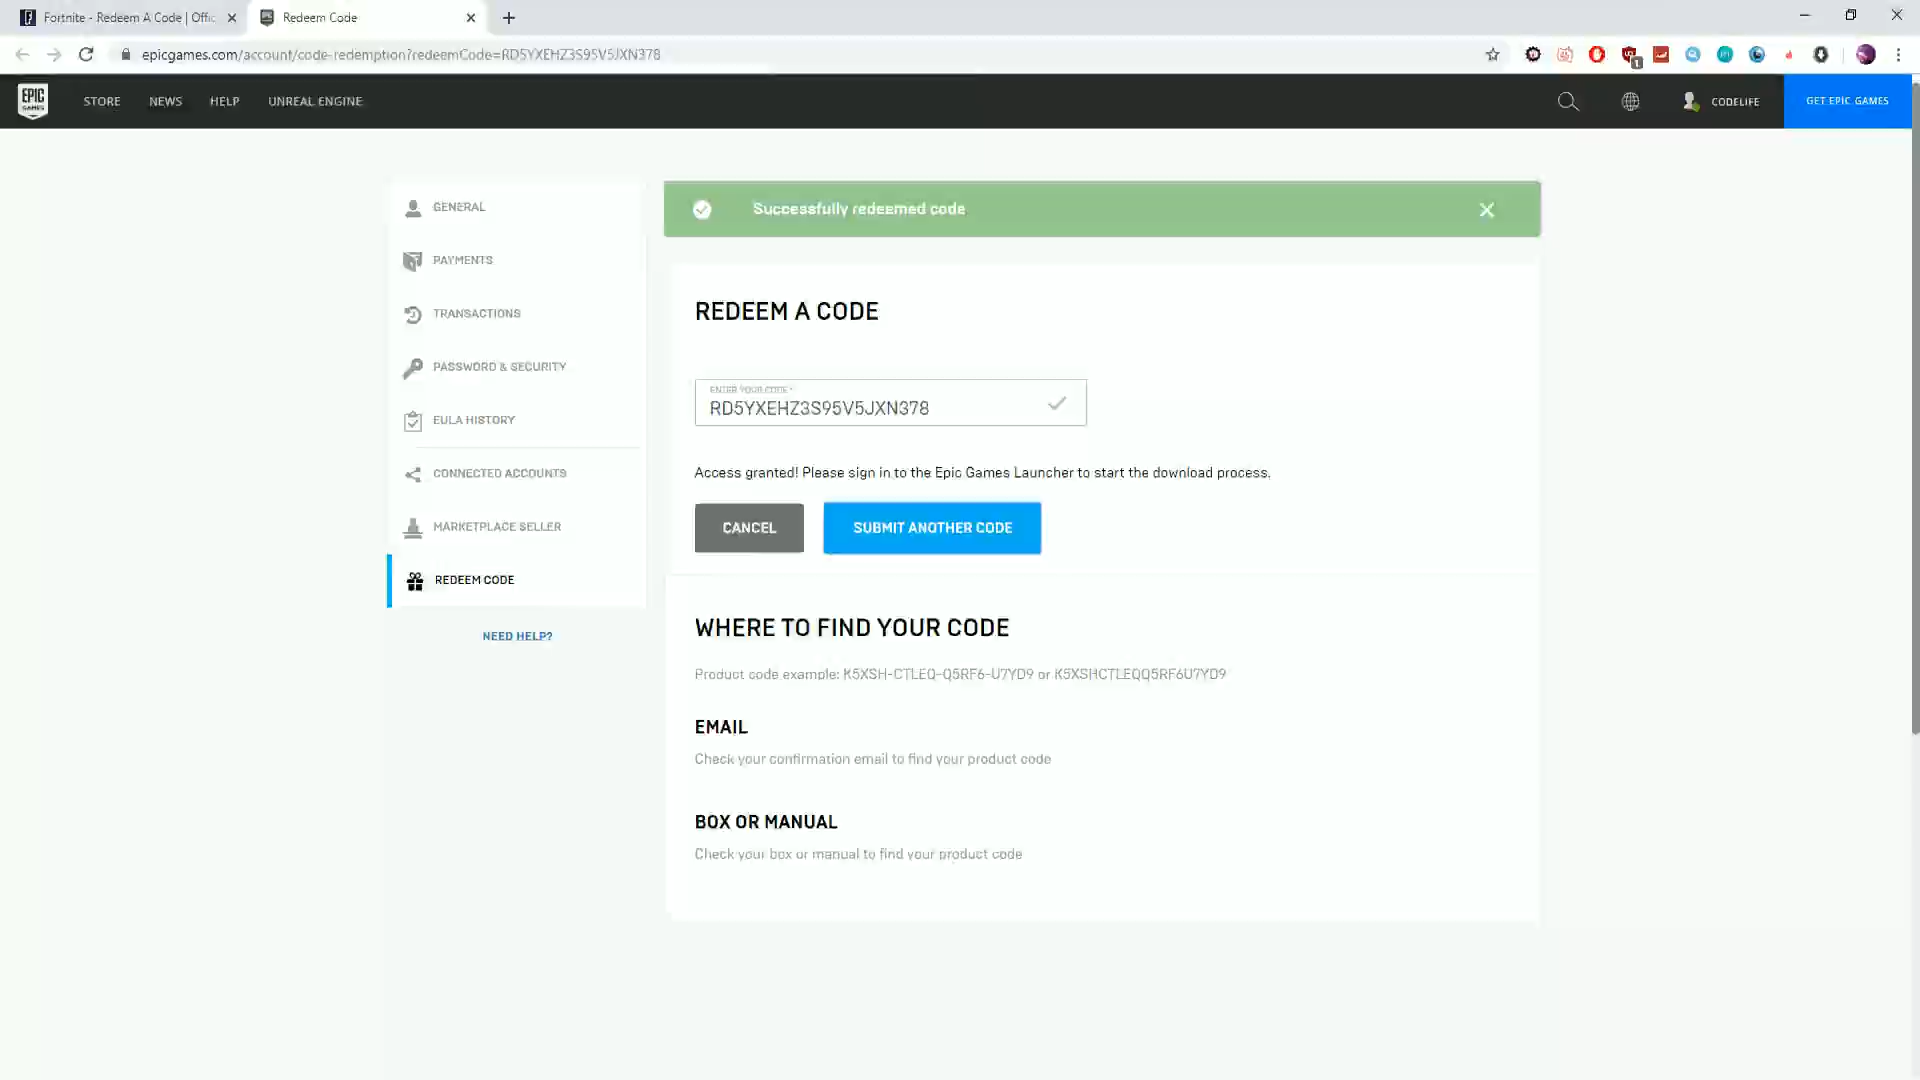 Fortnite - Redeem A Code | Offic
Redeem Code
epicgames.com/account/code-redemption?redeemCode=RD5YXEHZ3S95V5JXN378
1
EPIC
GAMES
STORE
NEWS
HELP
UNREAL ENGINE
CODELIFE
GET EPIC GAMES
GENERAL
PAYMENTS
TRANSACTIONS
PASSWORD & SECURITY
EULA HISTORY
CONNECTED ACCOUNTS
MARKETPLACE SELLER
REDEEM CODE
NEED HELP?
Successfully redeemed code
REDEEM A CODE
ENTER YOUR CODE *
RD5YXEHZ3S95V5JXN378
Access granted! Please sign in to the Epic Games Launcher to start the download process.
CANCEL
SUBMIT ANOTHER CODE
WHERE TO FIND YOUR CODE
Product code example: K5XSH-CTLEQ-Q5RF6-U7YD9 or K5XSHCTLEQQ5RF6U7YD9
EMAIL
Check your confirmation email to find your product code
BOX OR MANUAL
Check your box or manual to find your product code